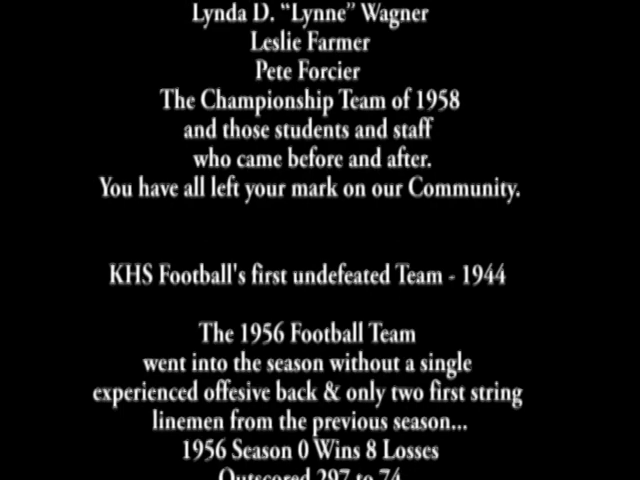 Lynda D. “Lynne” Wagner
Leslie Farmer
Pete Forcier
The Championship Team of 1958
and those students and staff
who came before and after.
You have all left your mark on our Community.
KHS Football's first undefeated Team - 1944
The 1956 Football Team
went into the season without a single
experienced offesive back & only two first string
linemen from the previous season...
1956 Season 0 Wins 8 Losses
Outscored 297 to 74